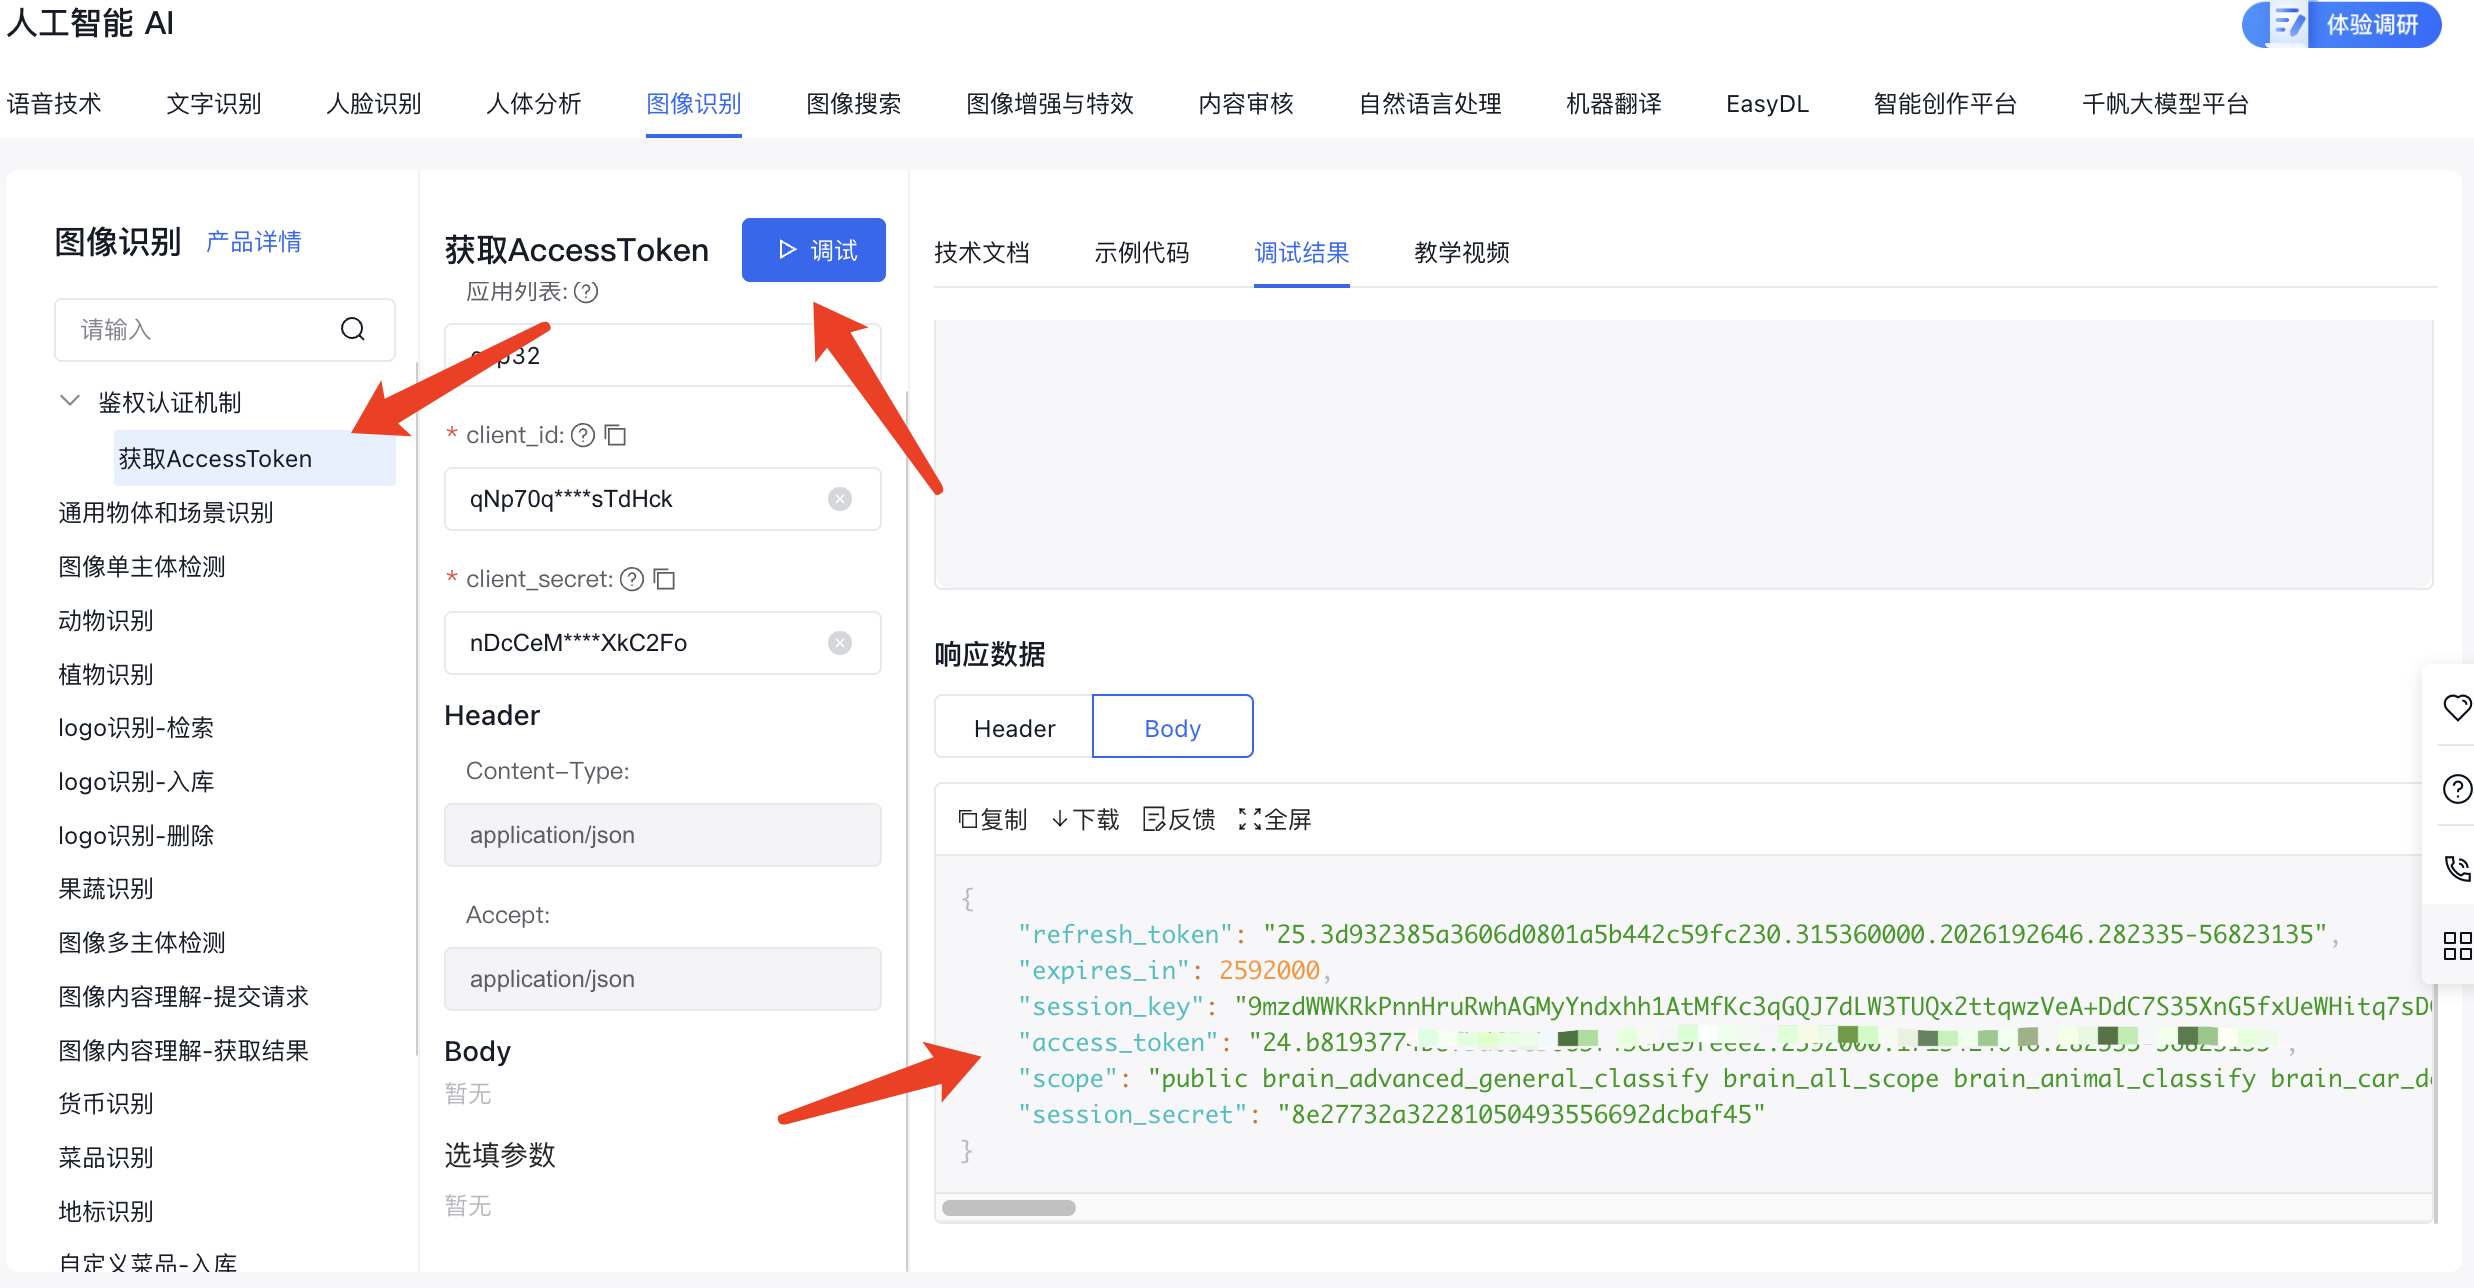 人工智能 AI
体验调研
语音技术 文字识别 人脸识别 人体分析 图像识别 图像搜索 图像增强与特效 内容审核 自然语言处理 机器翻译 EasyDL 智能创作平台 千帆大模型平台
图像识别 产品详情
请输入
鉴权认证机制
获取AccessToken
通用物体和场景识别
图像单主体检测
动物识别
植物识别
logo识别-检索
logo识别-入库
logo识别-删除
果蔬识别
图像多主体检测
图像内容理解-提交请求
图像内容理解-获取结果
货币识别
菜品识别
地标识别
自定义菜品-入库
获取AccessToken
调试
应用列表:
* client_id:
qNp70q****sTdHck
* client_secret:
nDcCeM****XkC2Fo
Header
Content-Type:
application/json
Accept:
application/json
Body
暂无
选填参数
暂无
技术文档 示例代码 调试结果 教学视频
响应数据
Header Body
复制 下载 反馈 全屏
{
"refresh_token": "25.3d932385a3606d0801a5b442c59fc230.315360000.2026192646.282335-56823135",
"expires_in": 2592000,
"session_key": "9mzdWWKRkPnnHruRwhAGMyYndxhh1AtMfKc3qGQJ7dLW3TUQx2ttqwzVeA+DdC7S35XnG5fxUeWHitq7sD
"access_token": "24.b819377
"scope": "public brain_advanced_general_classify brain_all_scope brain_animal_classify brain_car_d
"session_secret": "8e27732a32281050493556692dcbaf45"
}